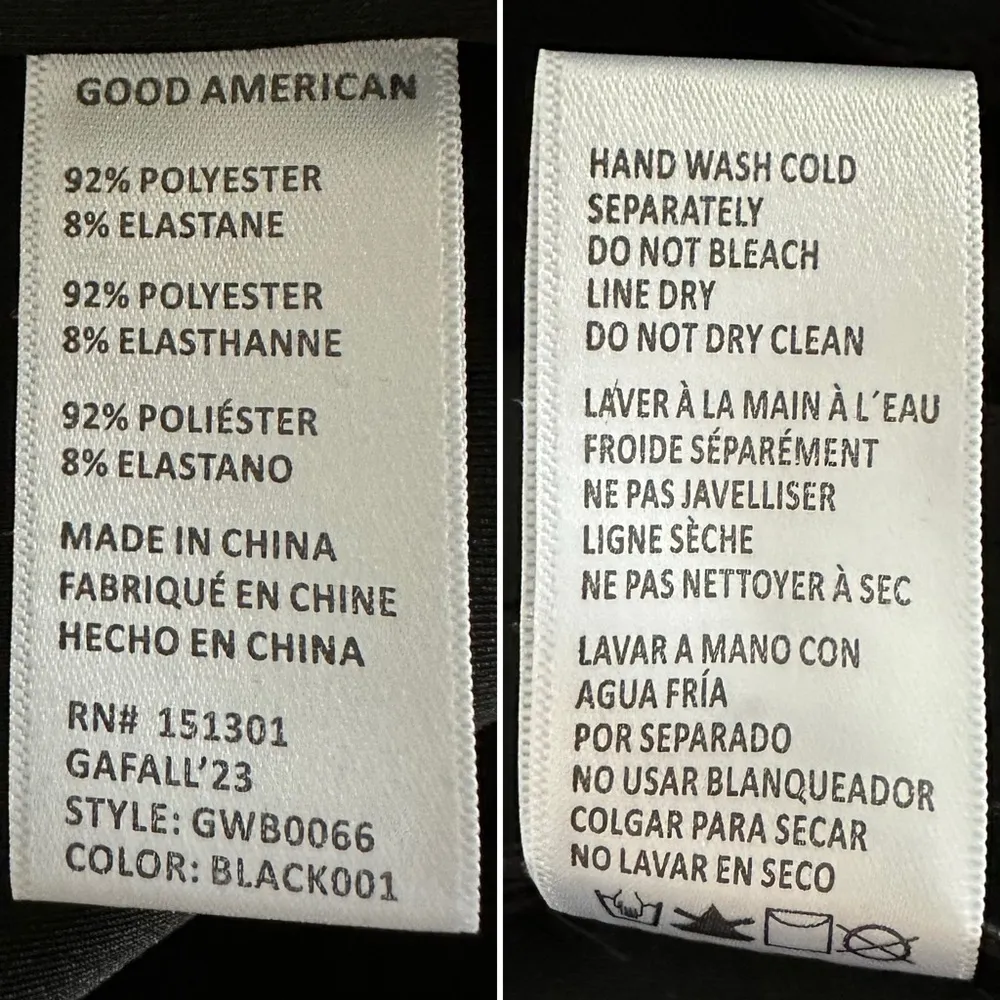 GOOD AMERICAN
92% POLYESTER
8% ELASTANE
92% POLYESTER
8% ELASTHANNE
92% POLIÉSTER
8% ELASTANO
MADE IN CHINA
FABRIQUÉ EN CHINE
HECHO EN CHINA
RN# 151301
GAFALL’23
STYLE: GWB0066
COLOR: BLACK001
HAND WASH COLD
SEPARATELY
DO NOT BLEACH
LINE DRY
DO NOT DRY CLEAN
LAVER À LA MAIN À L´EAU
FROIDE SÉPARÉMENT
NE PAS JAVELLISER
LIGNE SÈCHE
NE PAS NETTOYER À SEC
LAVAR A MANO CON
AGUA FRÍA
POR SEPARADO
NO USAR BLANQUEADOR
COLGAR PARA SECAR
NO LAVAR EN SECO